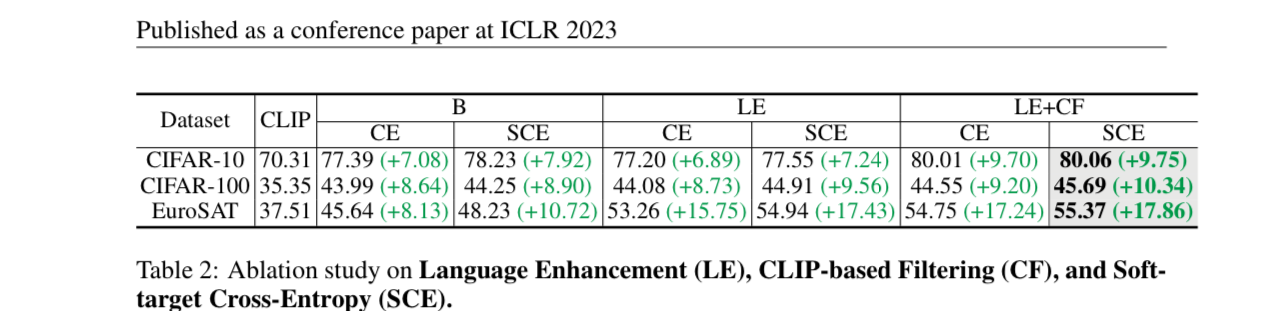 Published as a conference paper at ICLR 2023
Dataset CLIP B LE LE+CF
CE SCE CE SCE CE SCE
CIFAR-10 70.31 77.39 (+7.08) 78.23 (+7.92) 77.20 (+6.89) 77.55 (+7.24) 80.01 (+9.70) 80.06 (+9.75)
CIFAR-100 35.35 43.99 (+8.64) 44.25 (+8.90) 44.08 (+8.73) 44.91 (+9.56) 44.55 (+9.20) 45.69 (+10.34)
EuroSAT 37.51 45.64 (+8.13) 48.23 (+10.72) 53.26 (+15.75) 54.94 (+17.43) 54.75 (+17.24) 55.37 (+17.86)
Table 2: Ablation study on Language Enhancement (LE), CLIP-based Filtering (CF), and Soft-
target Cross-Entropy (SCE).